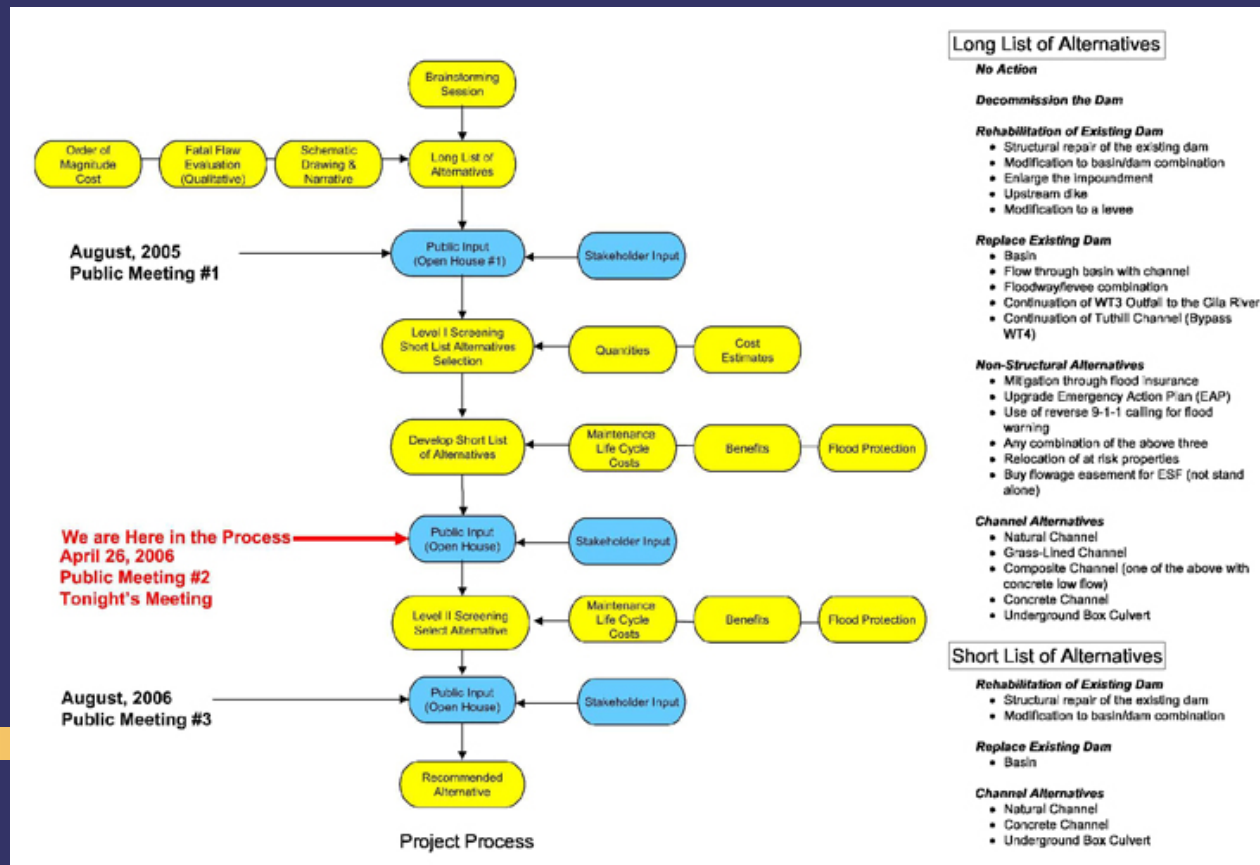 Brainstorming
Session
Order of
Magnitude
Cost
Fatal Flaw
Evaluation
(Qualitative)
Schematic
Drawing &
Narrative
Long List of
Alternatives
August, 2005
Public Meeting #1
Public Input
(Open House #1)
Stakeholder Input
Level I Screening
Short List Alternatives
Selection
Quantities
Cost
Estimates
Develop Short List
of Alternatives
Maintenance
Life Cycle
Costs
Benefits
Flood Protection
We are Here in the Process
April 26, 2006
Public Meeting #2
Tonight's Meeting
Public Input
(Open House)
Stakeholder Input
Level II Screening
Select Alternative
Maintenance
Life Cycle
Costs
Benefits
Flood Protection
August, 2006
Public Meeting #3
Public Input
(Open House)
Stakeholder Input
Recommended
Alternative
Project Process
Long List of Alternatives
No Action
Decommission the Dam
Rehabilitation of Existing Dam
• Structural repair of the existing dam
• Modification to basin/dam combination
• Enlarge the impoundment
• Upstream dike
• Modification to a levee
Replace Existing Dam
• Basin
• Flow through basin with channel
• Floodway/levee combination
• Continuation of WT3 Outfall to the Gila River
• Continuation of Tuthill Channel (Bypass
WT4)
Non-Structural Alternatives
• Mitigation through flood insurance
• Upgrade Emergency Action Plan (EAP)
• Use of reverse 9-1-1 calling for flood
warning
• Any combination of the above three
• Relocation of at risk properties
• Buy flowage easement for ESF (not stand
alone)
Channel Alternatives
• Natural Channel
• Grass-Lined Channel
• Composite Channel (one of the above with
concrete low flow)
• Concrete Channel
• Underground Box Culvert
Short List of Alternatives
Rehabilitation of Existing Dam
• Structural repair of the existing dam
• Modification to basin/dam combination
Replace Existing Dam
• Basin
Channel Alternatives
• Natural Channel
• Concrete Channel
• Underground Box Culvert